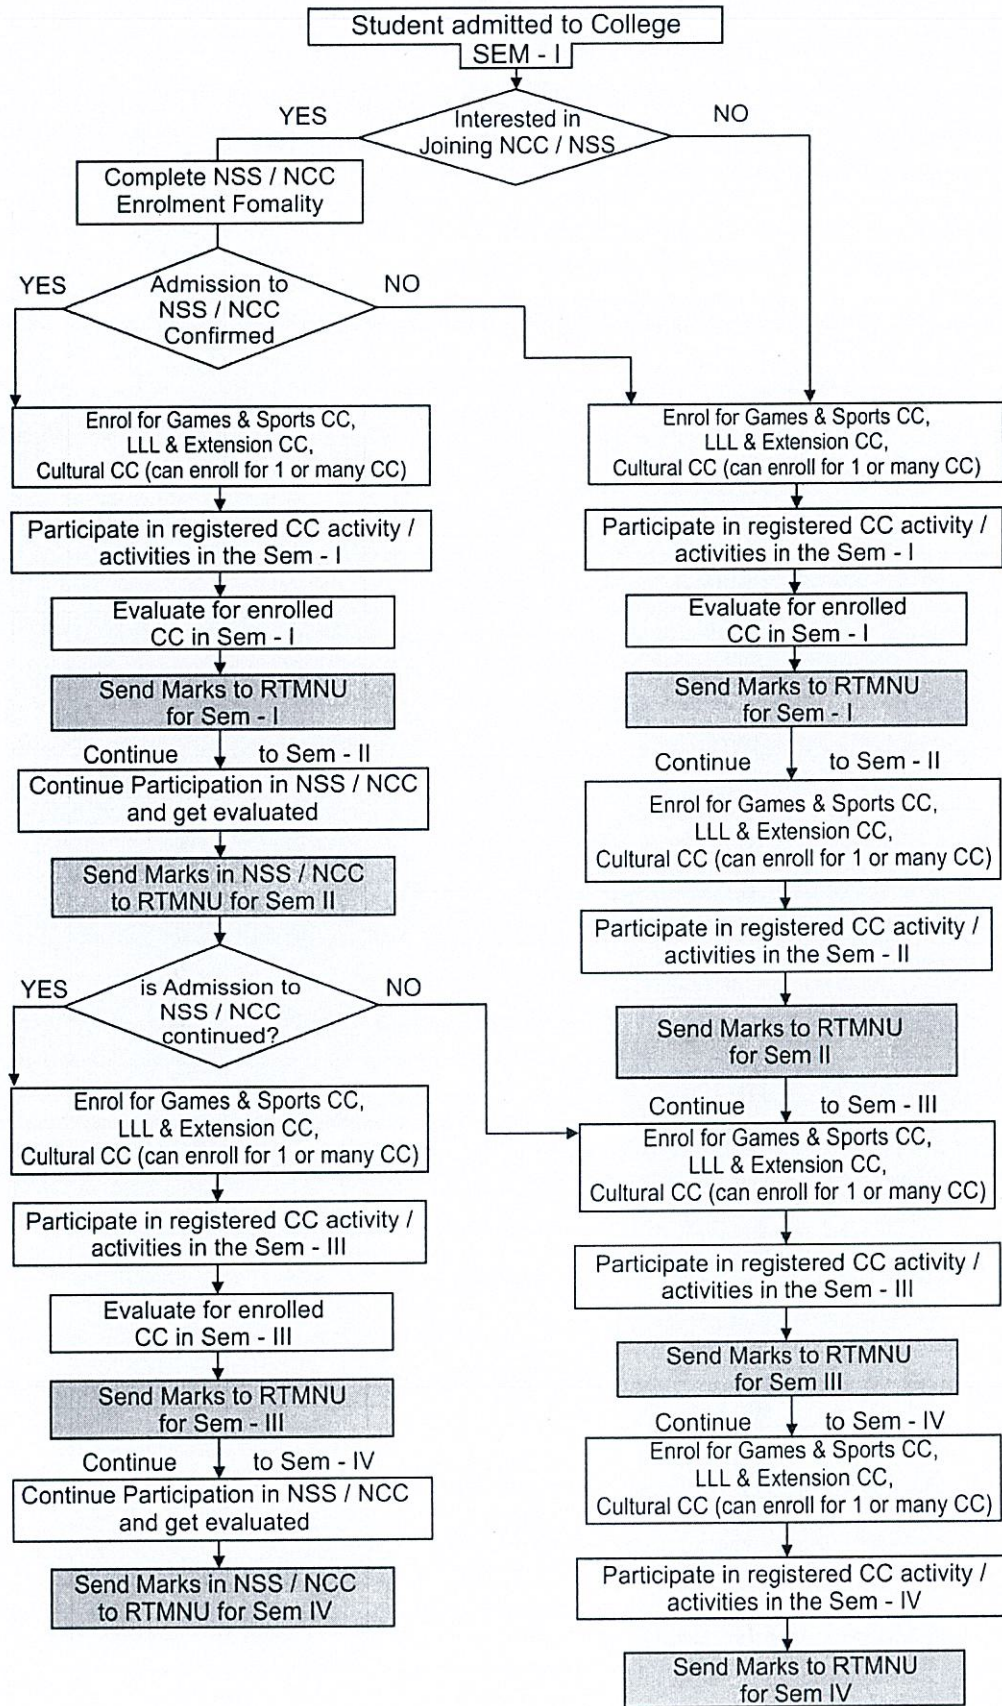 Student admitted to College
SEM - I
YES
Interested in
Joining NCC / NSS
NO
Complete NSS / NCC
Enrolment Fomality
YES
Admission to
NSS / NCC
Confirmed
NO
Enrol for Games & Sports CC,
LLL & Extension CC,
Cultural CC (can enroll for 1 or many CC)
Participate in registered CC activity /
activities in the Sem - I
Evaluate for enrolled
CC in Sem - I
Send Marks to RTMNU
for Sem - I
Continue to Sem - II
Continue Participation in NSS / NCC
and get evaluated
Send Marks in NSS / NCC
to RTMNU for Sem II
YES
is Admission to
NSS / NCC
continued?
NO
Enrol for Games & Sports CC,
LLL & Extension CC,
Cultural CC (can enroll for 1 or many CC)
Participate in registered CC activity /
activities in the Sem - III
Evaluate for enrolled
CC in Sem - III
Send Marks to RTMNU
for Sem - III
Continue to Sem - IV
Continue Participation in NSS / NCC
and get evaluated
Send Marks in NSS / NCC
to RTMNU for Sem IV
Enrol for Games & Sports CC,
LLL & Extension CC,
Cultural CC (can enroll for 1 or many CC)
Participate in registered CC activity /
activities in the Sem - I
Evaluate for enrolled
CC in Sem - I
Send Marks to RTMNU
for Sem - I
Continue to Sem - II
Enrol for Games & Sports CC,
LLL & Extension CC,
Cultural CC (can enroll for 1 or many CC)
Participate in registered CC activity /
activities in the Sem - II
Send Marks to RTMNU
for Sem II
Continue to Sem - III
Enrol for Games & Sports CC,
LLL & Extension CC,
Cultural CC (can enroll for 1 or many CC)
Participate in registered CC activity /
activities in the Sem - III
Send Marks to RTMNU
for Sem III
Continue to Sem - IV
Enrol for Games & Sports CC,
LLL & Extension CC,
Cultural CC (can enroll for 1 or many CC)
Participate in registered CC activity /
activities in the Sem - IV
Send Marks to RTMNU
for Sem IV